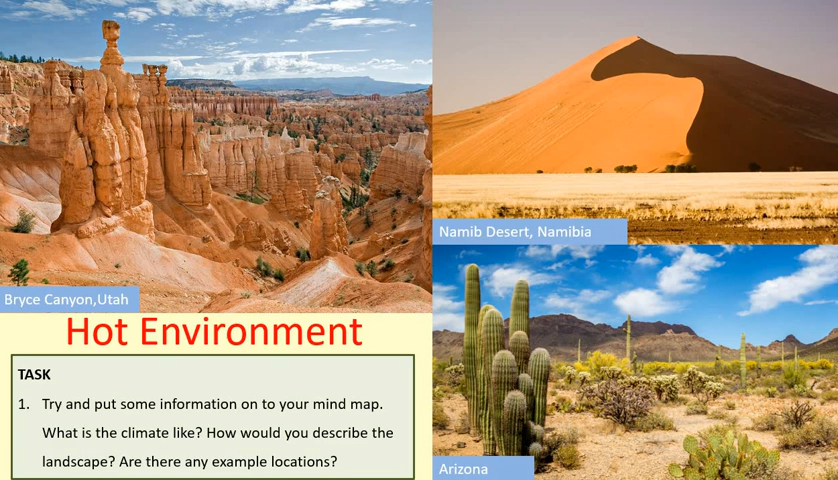 Bryce Canyon,Utah
Namib Desert, Namibia
Hot Environment
TASK
1. Try and put some information on to your mind map.
What is the climate like? How would you describe the
landscape? Are there any example locations?
Arizona